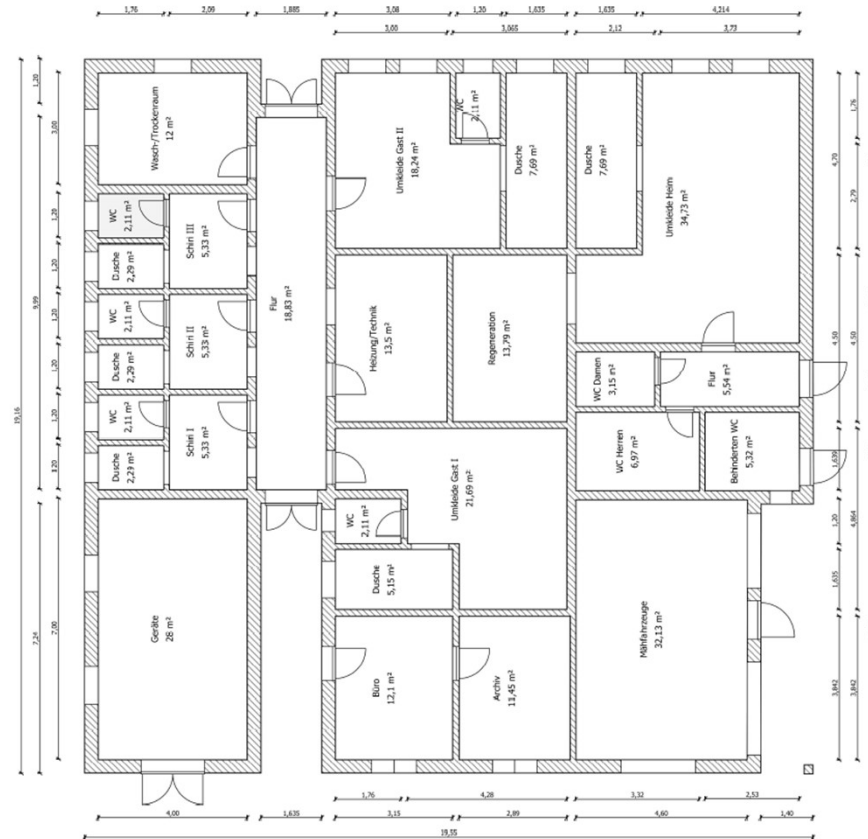 1,76 2,09 1,885 3,08 1,20 1,635 1,635 4,214
3,00 3,065 2,12 3,73
Wasch-/Trockenraum
12 m²
WC
2,11 m²
Dusche
2,29 m²
WC
2,11 m²
Dusche
2,29 m²
WC
2,11 m²
Dusche
2,29 m²
Schiri III
5,33 m²
Schiri II
5,33 m²
Schiri I
5,33 m²
Geräte
28 m²
Flur
18,83 m²
Umkleide Gast II
18,24 m²
WC
2,11 m²
Dusche
7,69 m²
Dusche
7,69 m²
Umkleide Heim
34,73 m²
Heizung/Technik
13,5 m²
Regeneration
13,79 m²
WC Damen
3,15 m²
Flur
5,54 m²
WC Herren
6,97 m²
Behinderten WC
5,32 m²
Umkleide Gast I
21,69 m²
WC
2,11 m²
Dusche
5,15 m²
Büro
12,1 m²
Archiv
11,45 m²
Mähfahrzeuge
32,13 m²
19,16
1,20
9,99
7,24
3,00
1,20
1,20
1,20
1,20
1,20
7,00
4,70
4,50
1,639
1,20
1,635
3,842
1,76
2,79
4,50
4,864
3,842
1,76 4,28 3,32 2,53
4,00 1,635 3,15 2,89 4,60 1,40
19,55